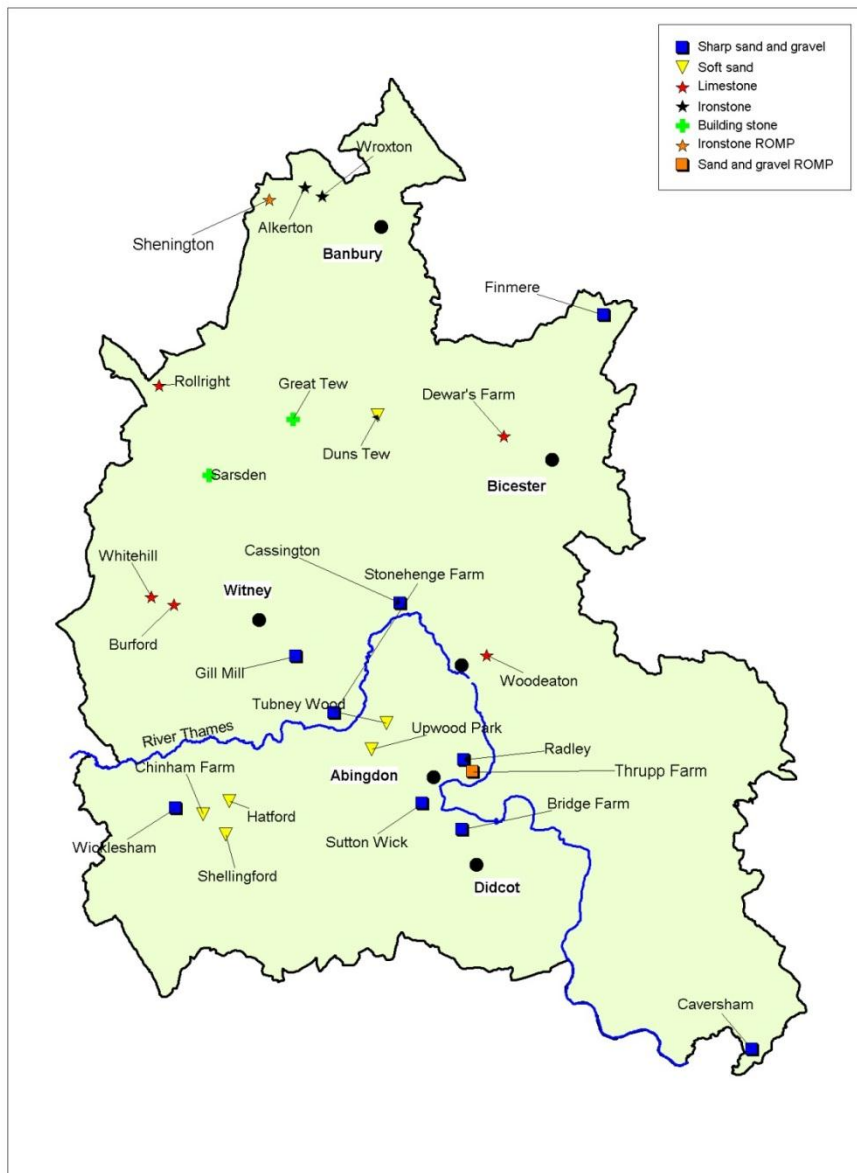 Sharp sand and gravel
Soft sand
Limestone
Ironstone
Building stone
Ironstone ROMP
Sand and gravel ROMP
Wroxton
Alkerton
Shenington
Banbury
Finmere
Rollright
Great Tew
Dewar's Farm
Duns Tew
Sarsden
Bicester
Cassington
Stonehenge Farm
Whitehill
Witney
Burford
Gill Mill
Woodeaton
Tubney Wood
River Thames
Upwood Park
Radley
Chinham Farm
Abingdon
Thrupp Farm
Hatford
Bridge Farm
Wicklesham
Sutton Wick
Shellingford
Didcot
Caversham